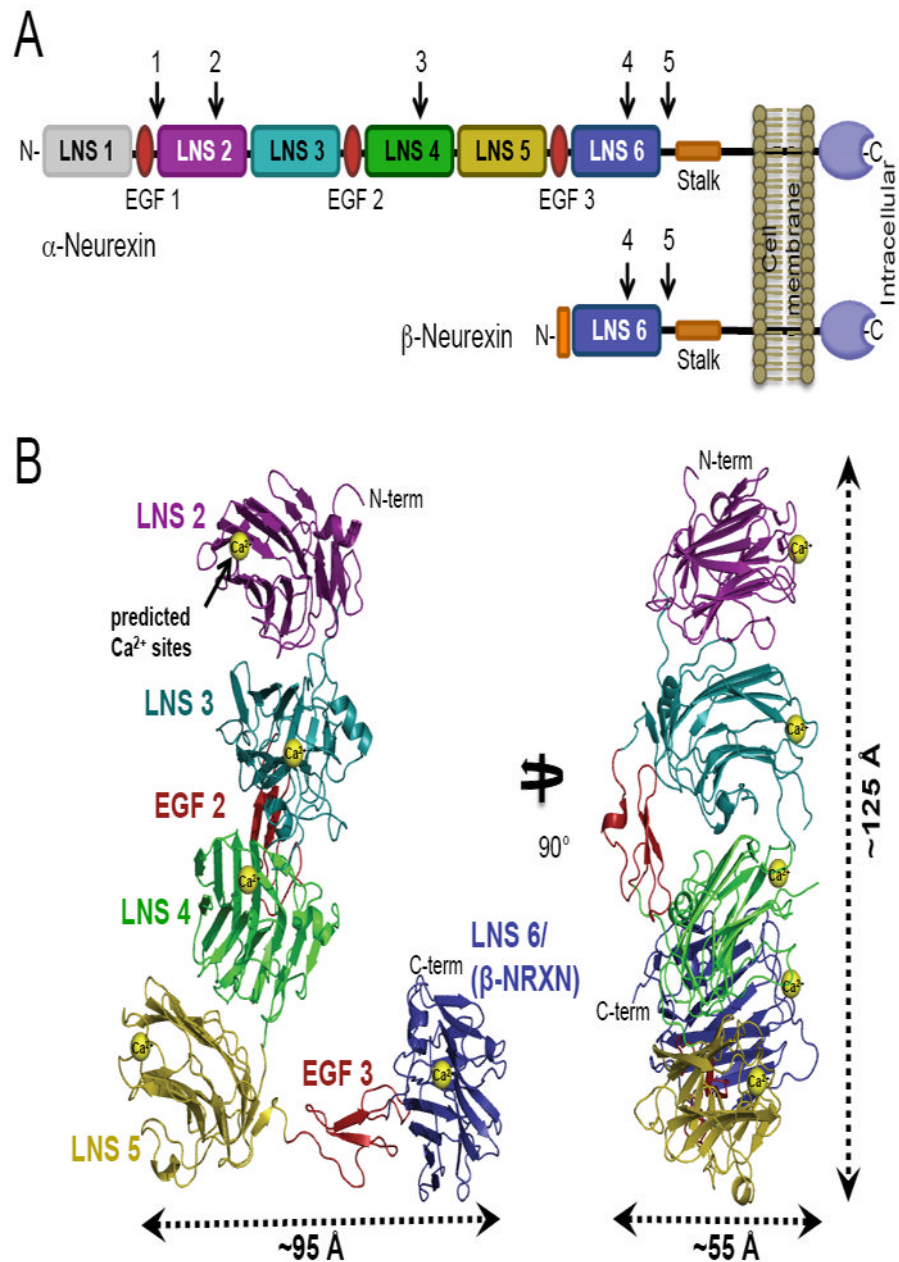 A
1 2 3 4 5
N- LNS 1 LNS 2 LNS 3 LNS 4 LNS 5 LNS 6 -C
EGF 1 EGF 2 EGF 3 Stalk
α-Neurexin
4 5
β-Neurexin N- LNS 6 -C
Stalk
Cell
membrane
Intracellular
B
N-term
LNS 2
Ca²⁺
predicted
Ca²⁺ sites
LNS 3
Ca²⁺
EGF 2
Ca²⁺
LNS 4
LNS 6/
(β-NRXN)
C-term
Ca²⁺
EGF 3
Ca²⁺
LNS 5
~95 Å
90°
N-term
Ca²⁺
Ca²⁺
Ca²⁺
Ca²⁺
C-term
Ca²⁺
~125 Å
~55 Å